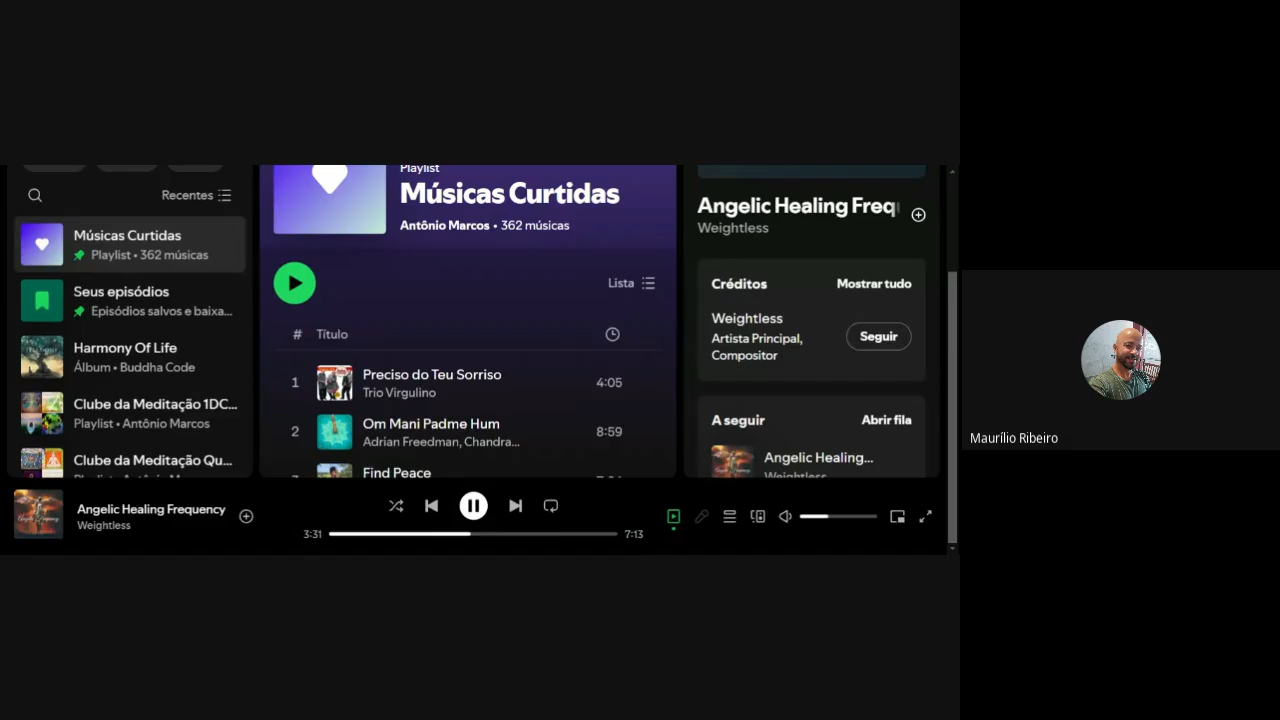 Recentes
Músicas Curtidas
Playlist • 362 músicas
Seus episódios
Episódios salvos e baixa...
Harmony Of Life
Álbum • Buddha Code
Clube da Meditação 1DC...
Playlist • Antônio Marcos
Clube da Meditação Qu...
Playlist
Músicas Curtidas
Antônio Marcos • 362 músicas
Lista
# Título
1 Preciso do Teu Sorriso 4:05
Trio Virgulino
2 Om Mani Padme Hum 8:59
Adrian Freedman, Chandra...
Find Peace
Angelic Healing Freq
Weightless
Créditos Mostrar tudo
Weightless
Artista Principal,
Compositor
Seguir
A seguir Abrir fila
Angelic Healing...
Weightless
Angelic Healing Frequency
Weightless
3:31 7:13
Maurílio Ribeiro